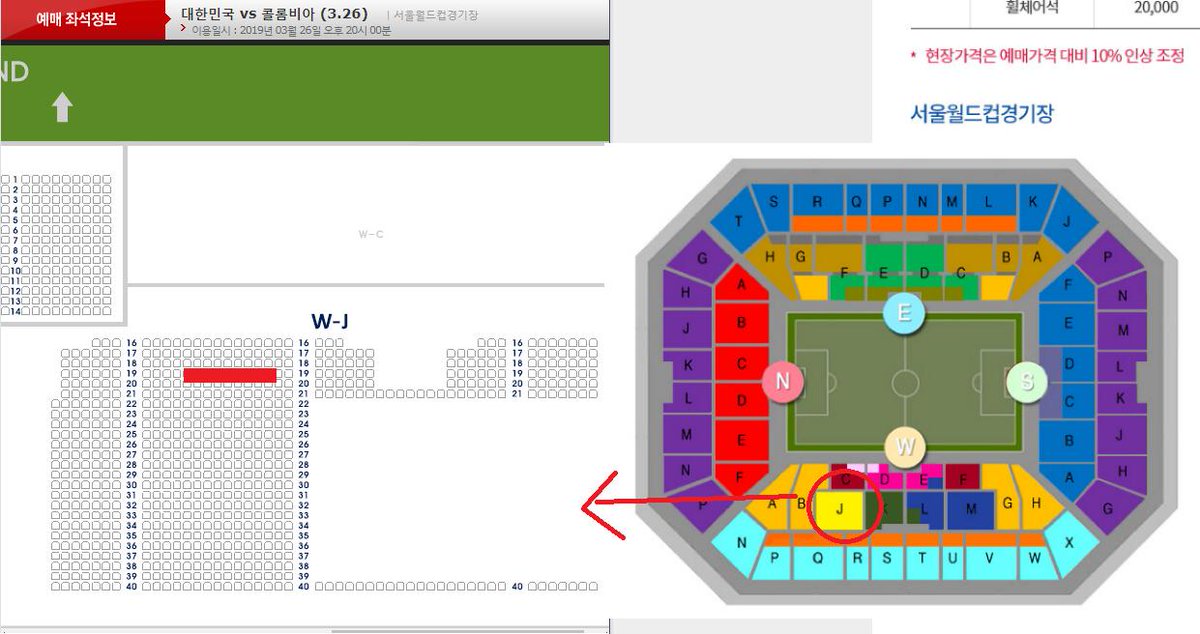 예매 좌석정보
대한민국 vs 콜롬비아 (3.26) | 서울월드컵경기장
이용일시 : 2019년 03월 26일 오후 20시 00분
ND
1
2
3
4
5
6
7
8
9
10
11
12
13
14
W-C
W-J
16 16 16
17 17 17
18 18 18
19 19 19
20 20 20
21 21 21
22 22
23 23
24 24
25 25
26 26
27 27
28 28
29 29
30 30
31 31
32 32
33 33
34 34
35 35
36 36
37 37
38 38
39 39
40 40 40
휠체어석 20,000
* 현장가격은 예매가격 대비 10% 인상 조정
서울월드컵경기장
T S R Q P N M L K J
H G F E D C B A
G H J K L M N P
A B C D E F
E
N
S
W
F E D C B A
P N M L K J H G
C D E F
A B J K L M G H
N P Q R S T U V W X